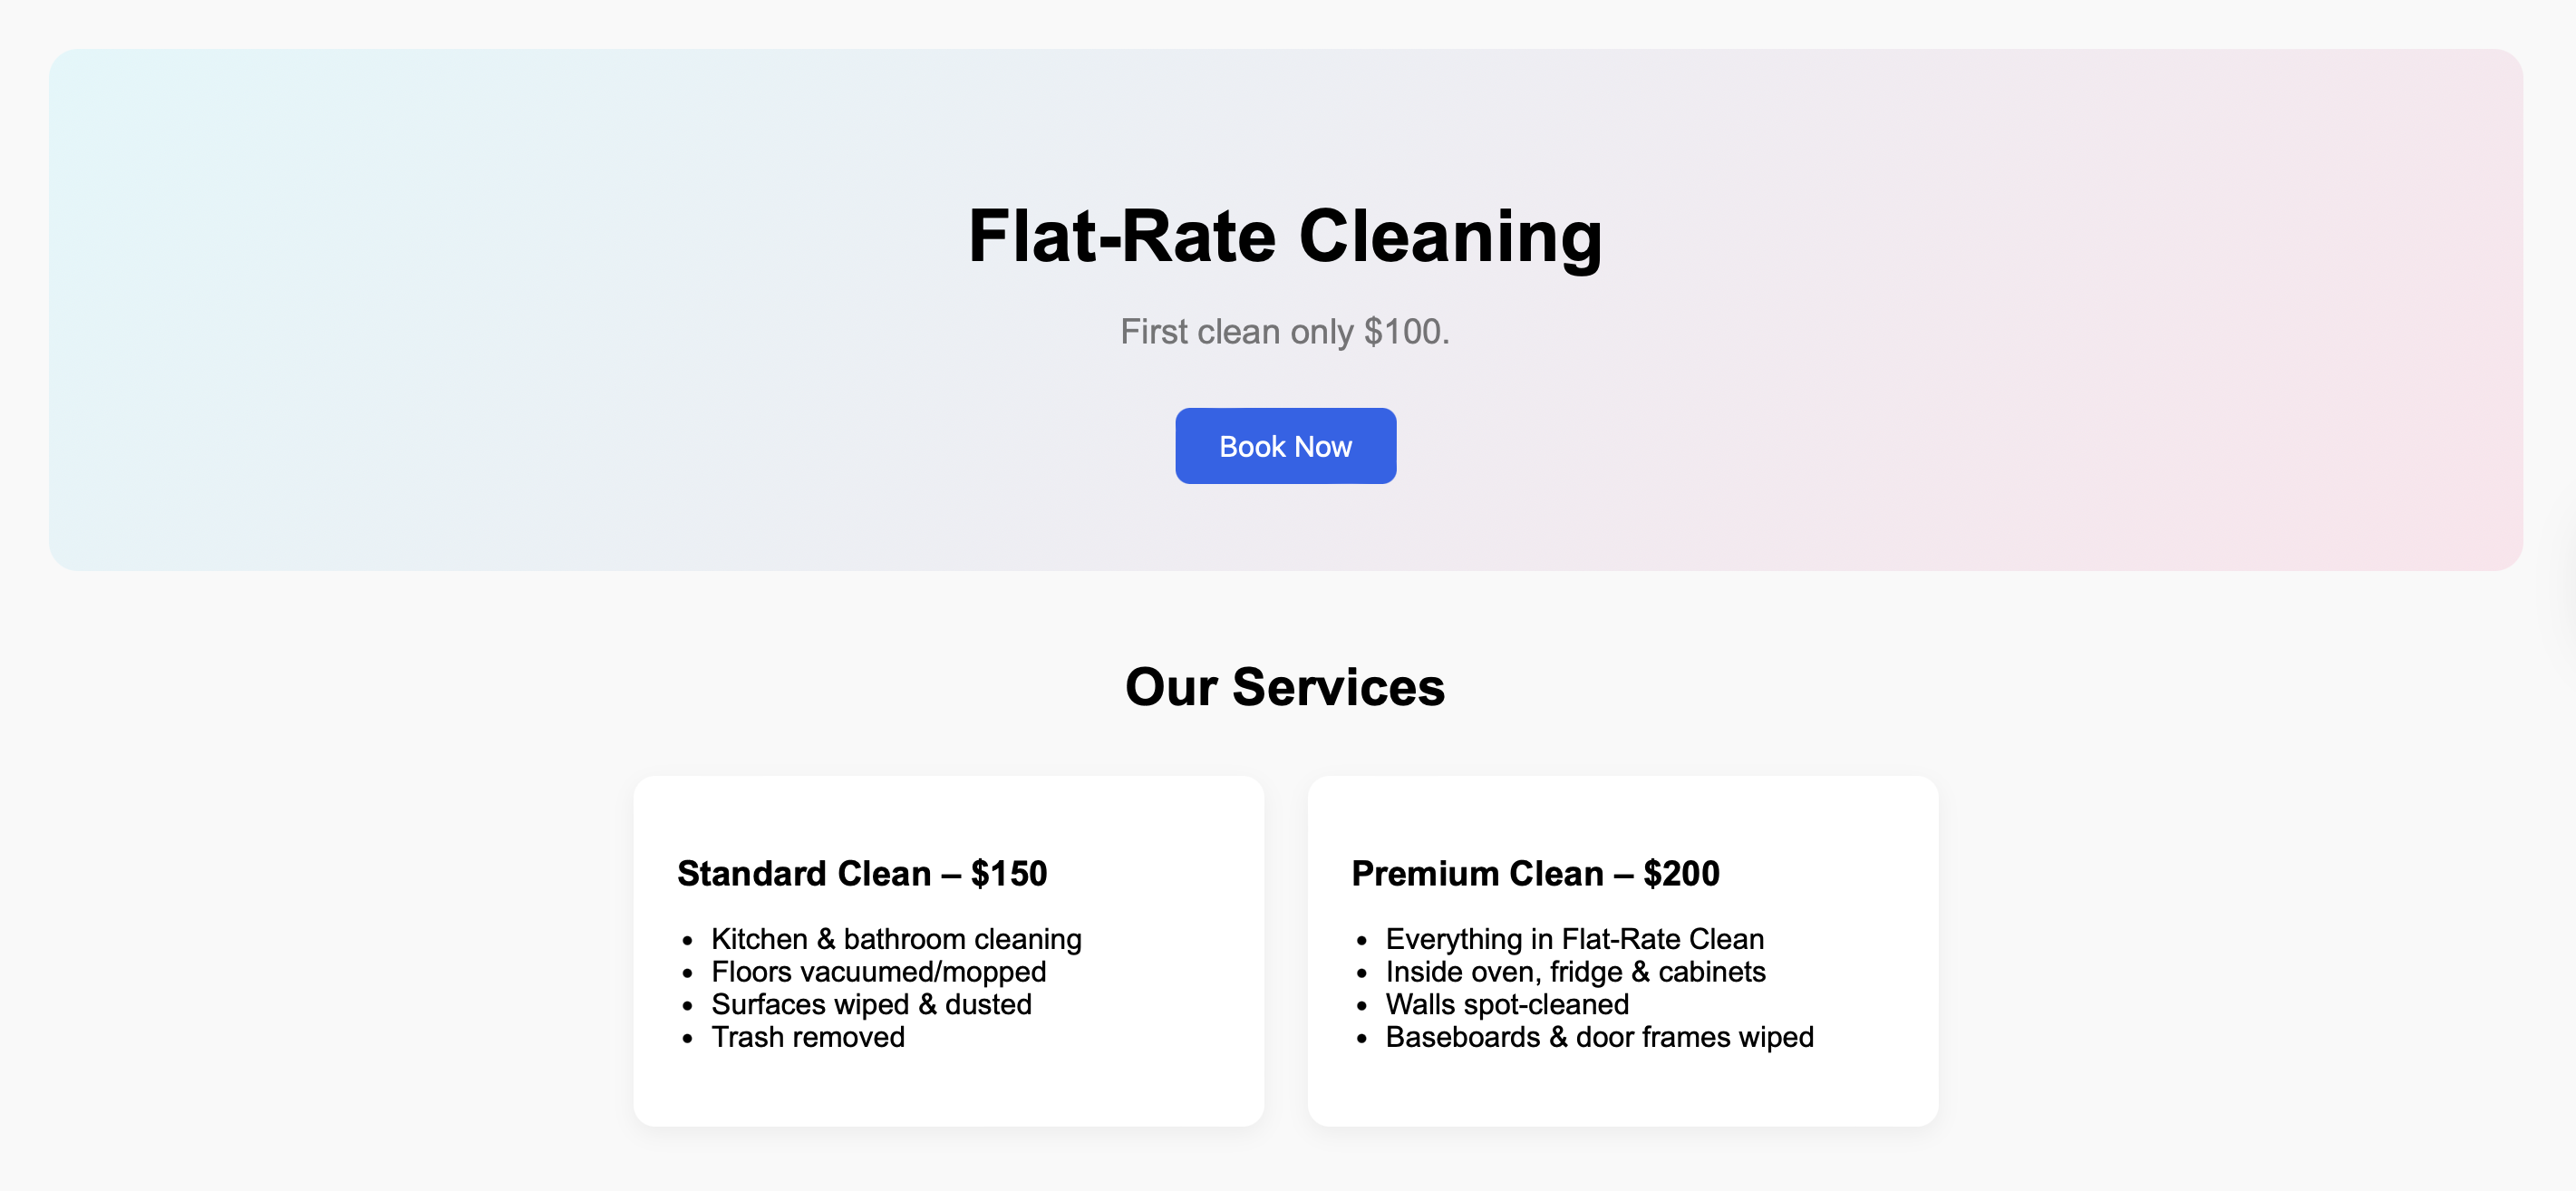 Flat-Rate Cleaning
First clean only $100.
Book Now
Our Services
Standard Clean – $150
• Kitchen & bathroom cleaning
• Floors vacuumed/mopped
• Surfaces wiped & dusted
• Trash removed
Premium Clean – $200
• Everything in Flat-Rate Clean
• Inside oven, fridge & cabinets
• Walls spot-cleaned
• Baseboards & door frames wiped